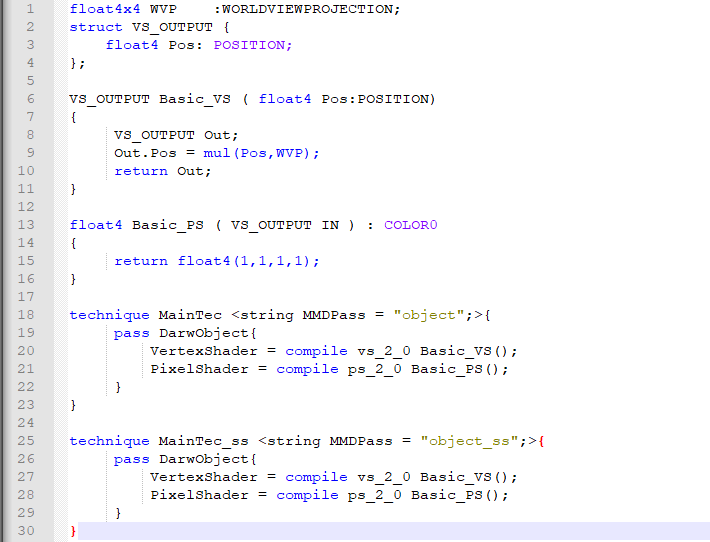 1 float4x4 WVP    :WORLDVIEWPROJECTION;
2 struct VS_OUTPUT {
3     float4 Pos: POSITION;
4 };
5
6 VS_OUTPUT Basic_VS ( float4 Pos:POSITION)
7 {
8      VS_OUTPUT Out;
9      Out.Pos = mul(Pos,WVP);
10      return Out;
11 }
12
13 float4 Basic_PS ( VS_OUTPUT IN ) : COLOR0
14 {
15      return float4(1,1,1,1);
16 }
17
18 technique MainTec <string MMDPass = "object";>{
19      pass DarwObject{
20          VertexShader = compile vs_2_0 Basic_VS();
21          PixelShader = compile ps_2_0 Basic_PS();
22      }
23 }
24
25 technique MainTec_ss <string MMDPass = "object_ss";>{
26      pass DarwObject{
27          VertexShader = compile vs_2_0 Basic_VS();
28          PixelShader = compile ps_2_0 Basic_PS();
29      }
30 }